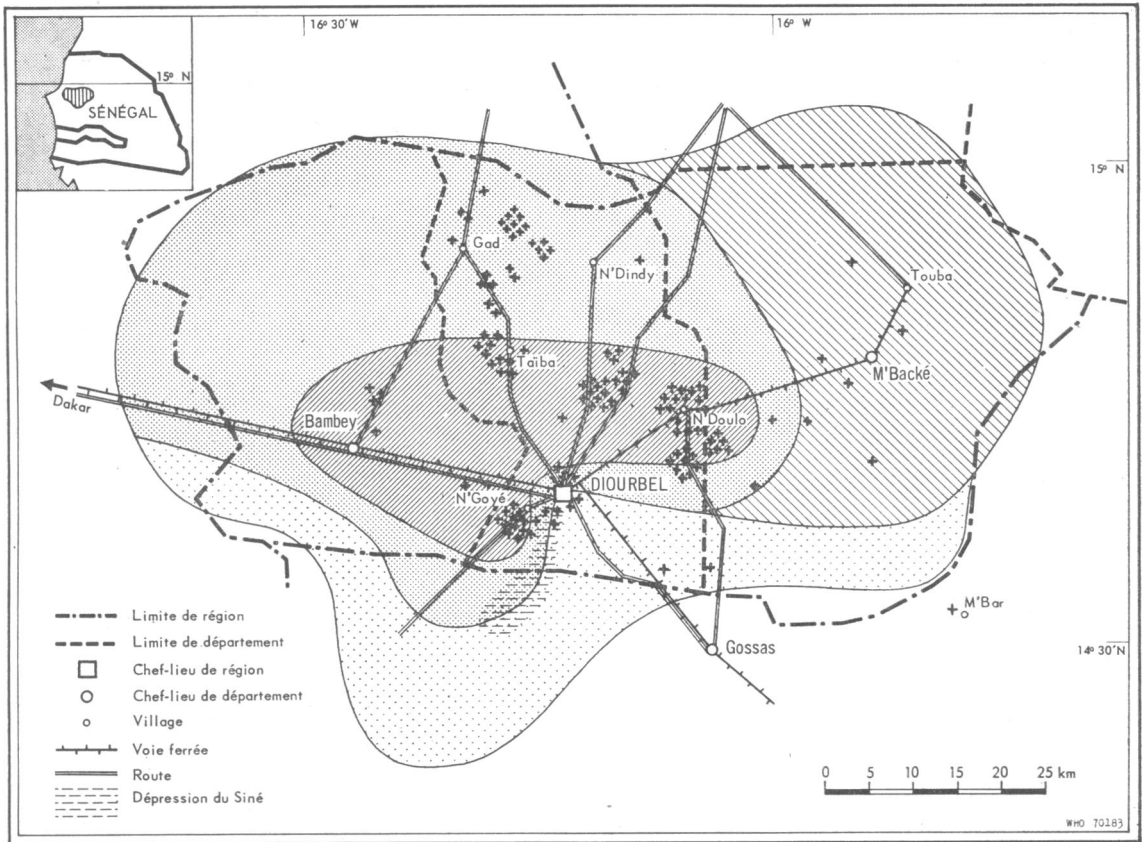 16° 30′ W
16° W
15° N
SÉNÉGAL
15° N
Gad
N'Dindy
Touba
Taïba
M'Backé
Dakar
Bambey
N'Doula
DIOURBEL
N'Goyé
M'Bar
Gossas
14° 30′ N
Limite de région
Limite de département
Chef-lieu de région
Chef-lieu de département
Village
Voie ferrée
Route
Dépression du Siné
0 5 10 15 20 25 km
WHO 70183